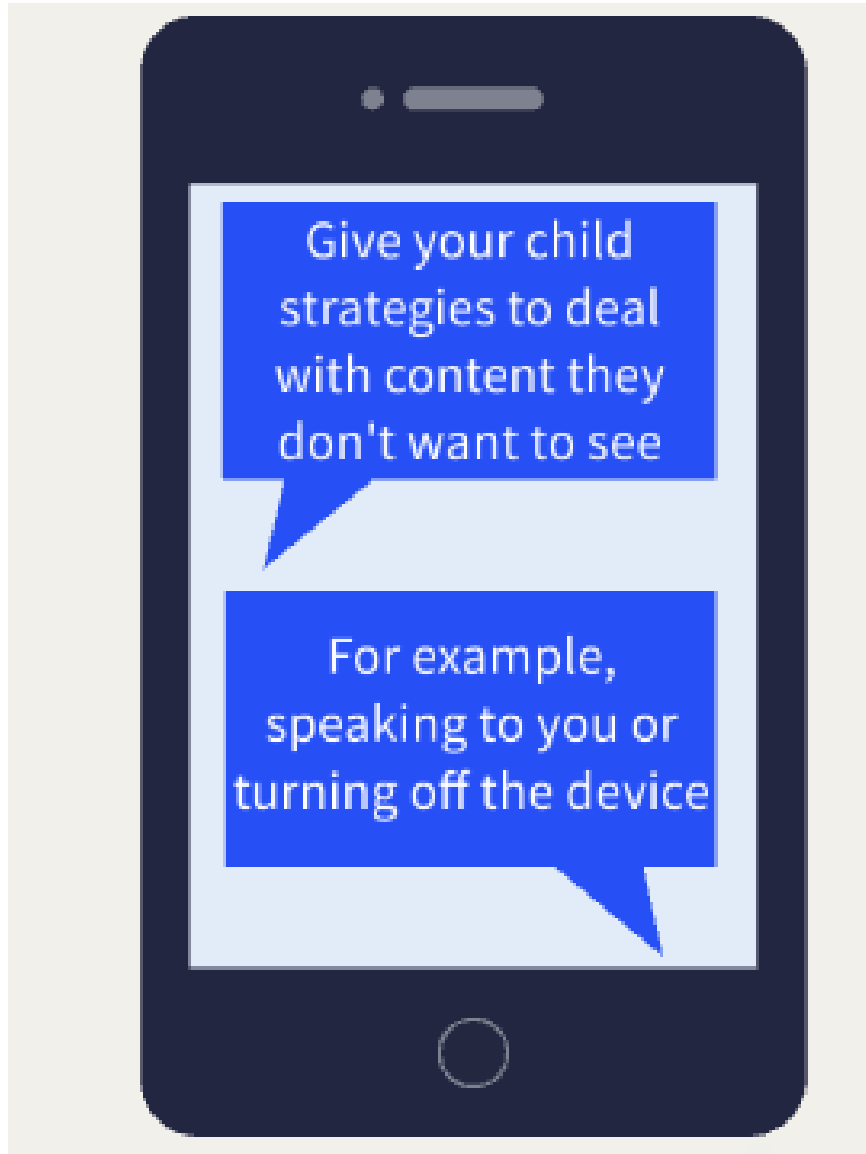 Give your child
strategies to deal
with content they
don't want to see
For example,
speaking to you or
turning off the device